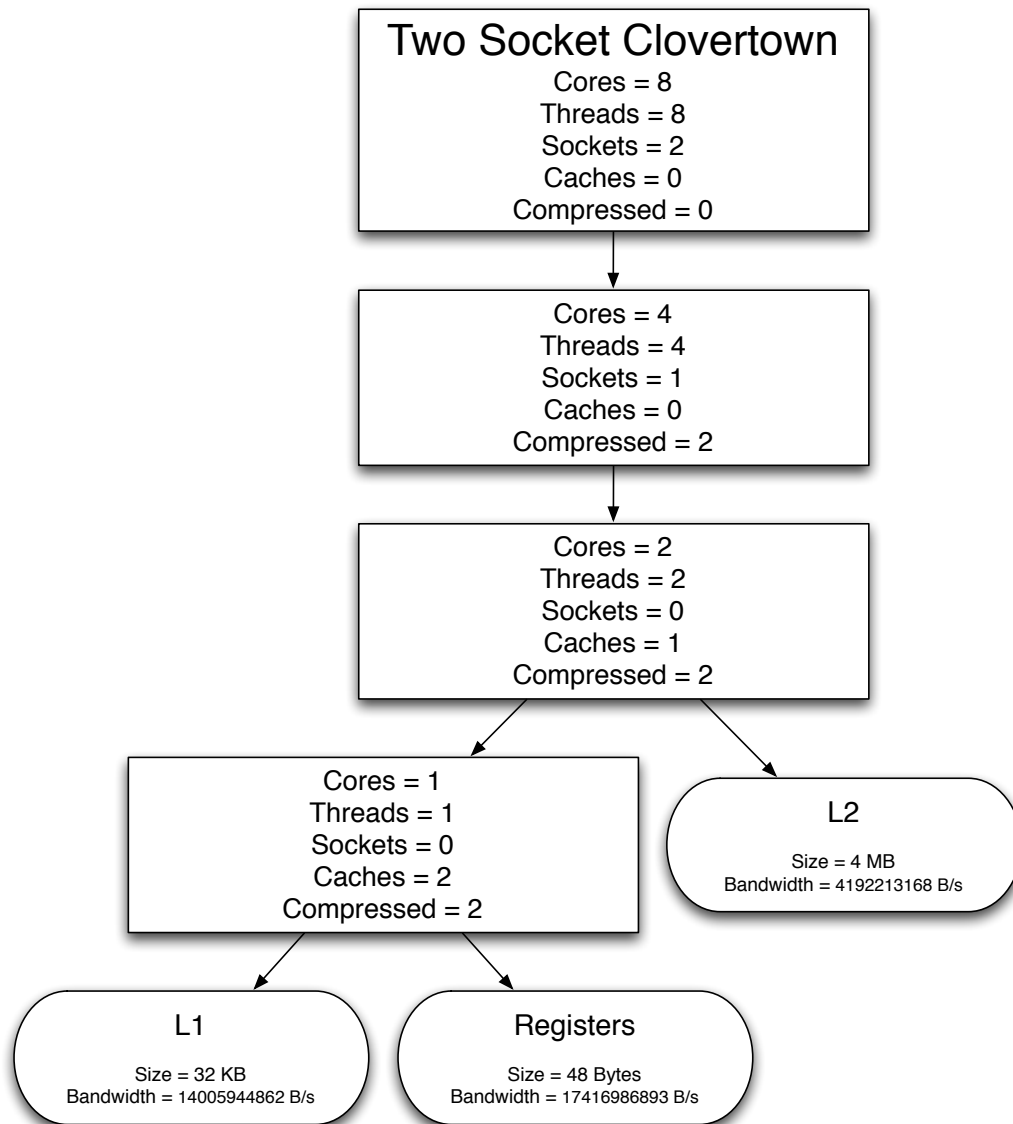 Two Socket Clovertown
Cores = 8
Threads = 8
Sockets = 2
Caches = 0
Compressed = 0
Cores = 4
Threads = 4
Sockets = 1
Caches = 0
Compressed = 2
Cores = 2
Threads = 2
Sockets = 0
Caches = 1
Compressed = 2
Cores = 1
Threads = 1
Sockets = 0
Caches = 2
Compressed = 2
L2
Size = 4 MB
Bandwidth = 4192213168 B/s
L1
Size = 32 KB
Bandwidth = 14005944862 B/s
Registers
Size = 48 Bytes
Bandwidth = 17416986893 B/s